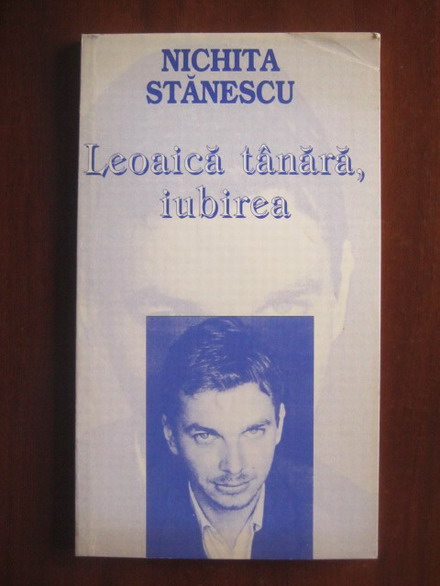 NICHITA
STĂNESCU
Leoaică tânără,
iubirea